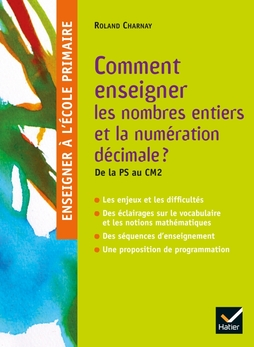 ROLAND CHARNAY
ENSEIGNER À L'ÉCOLE PRIMAIRE
Comment
enseigner
les nombres entiers
et la numération
décimale ?
De la PS au CM2
Les enjeux et les difficultés
Des éclairages sur le vocabulaire
et les notions mathématiques
Des séquences d'enseignement
Une proposition de programmation
Hatier